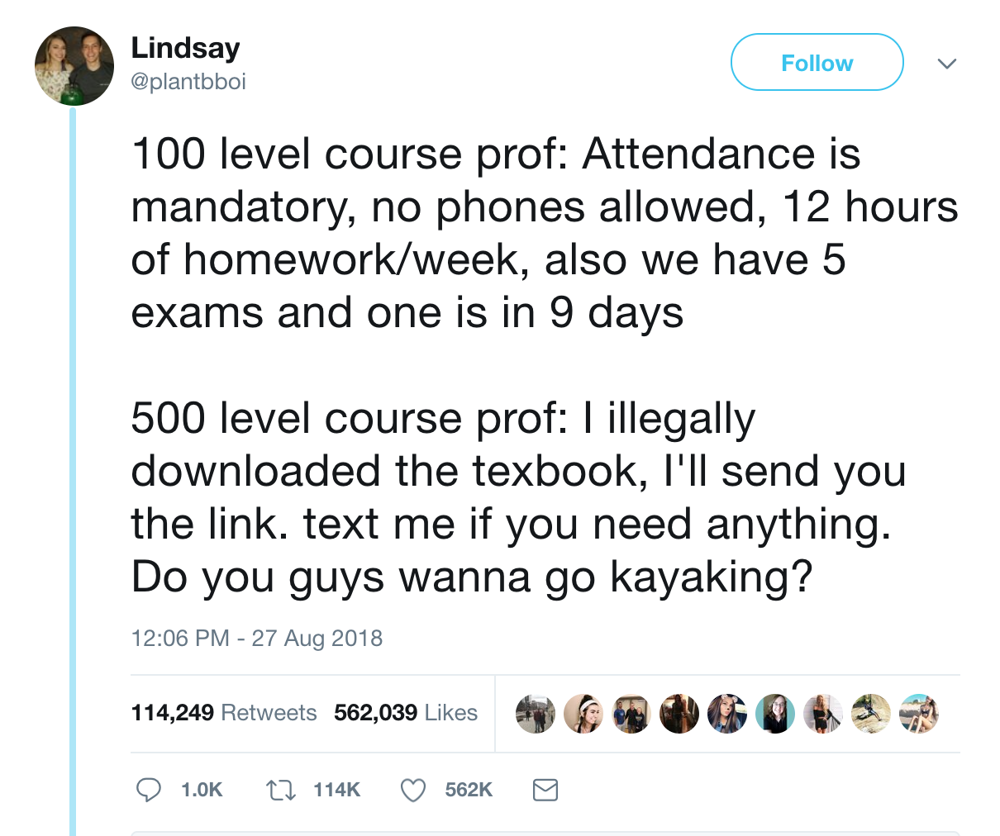 Lindsay
@plantbboi
Follow
100 level course prof: Attendance is
mandatory, no phones allowed, 12 hours
of homework/week, also we have 5
exams and one is in 9 days
500 level course prof: I illegally
downloaded the texbook, I'll send you
the link. text me if you need anything.
Do you guys wanna go kayaking?
12:06 PM - 27 Aug 2018
114,249 Retweets 562,039 Likes
1.0K 114K 562K